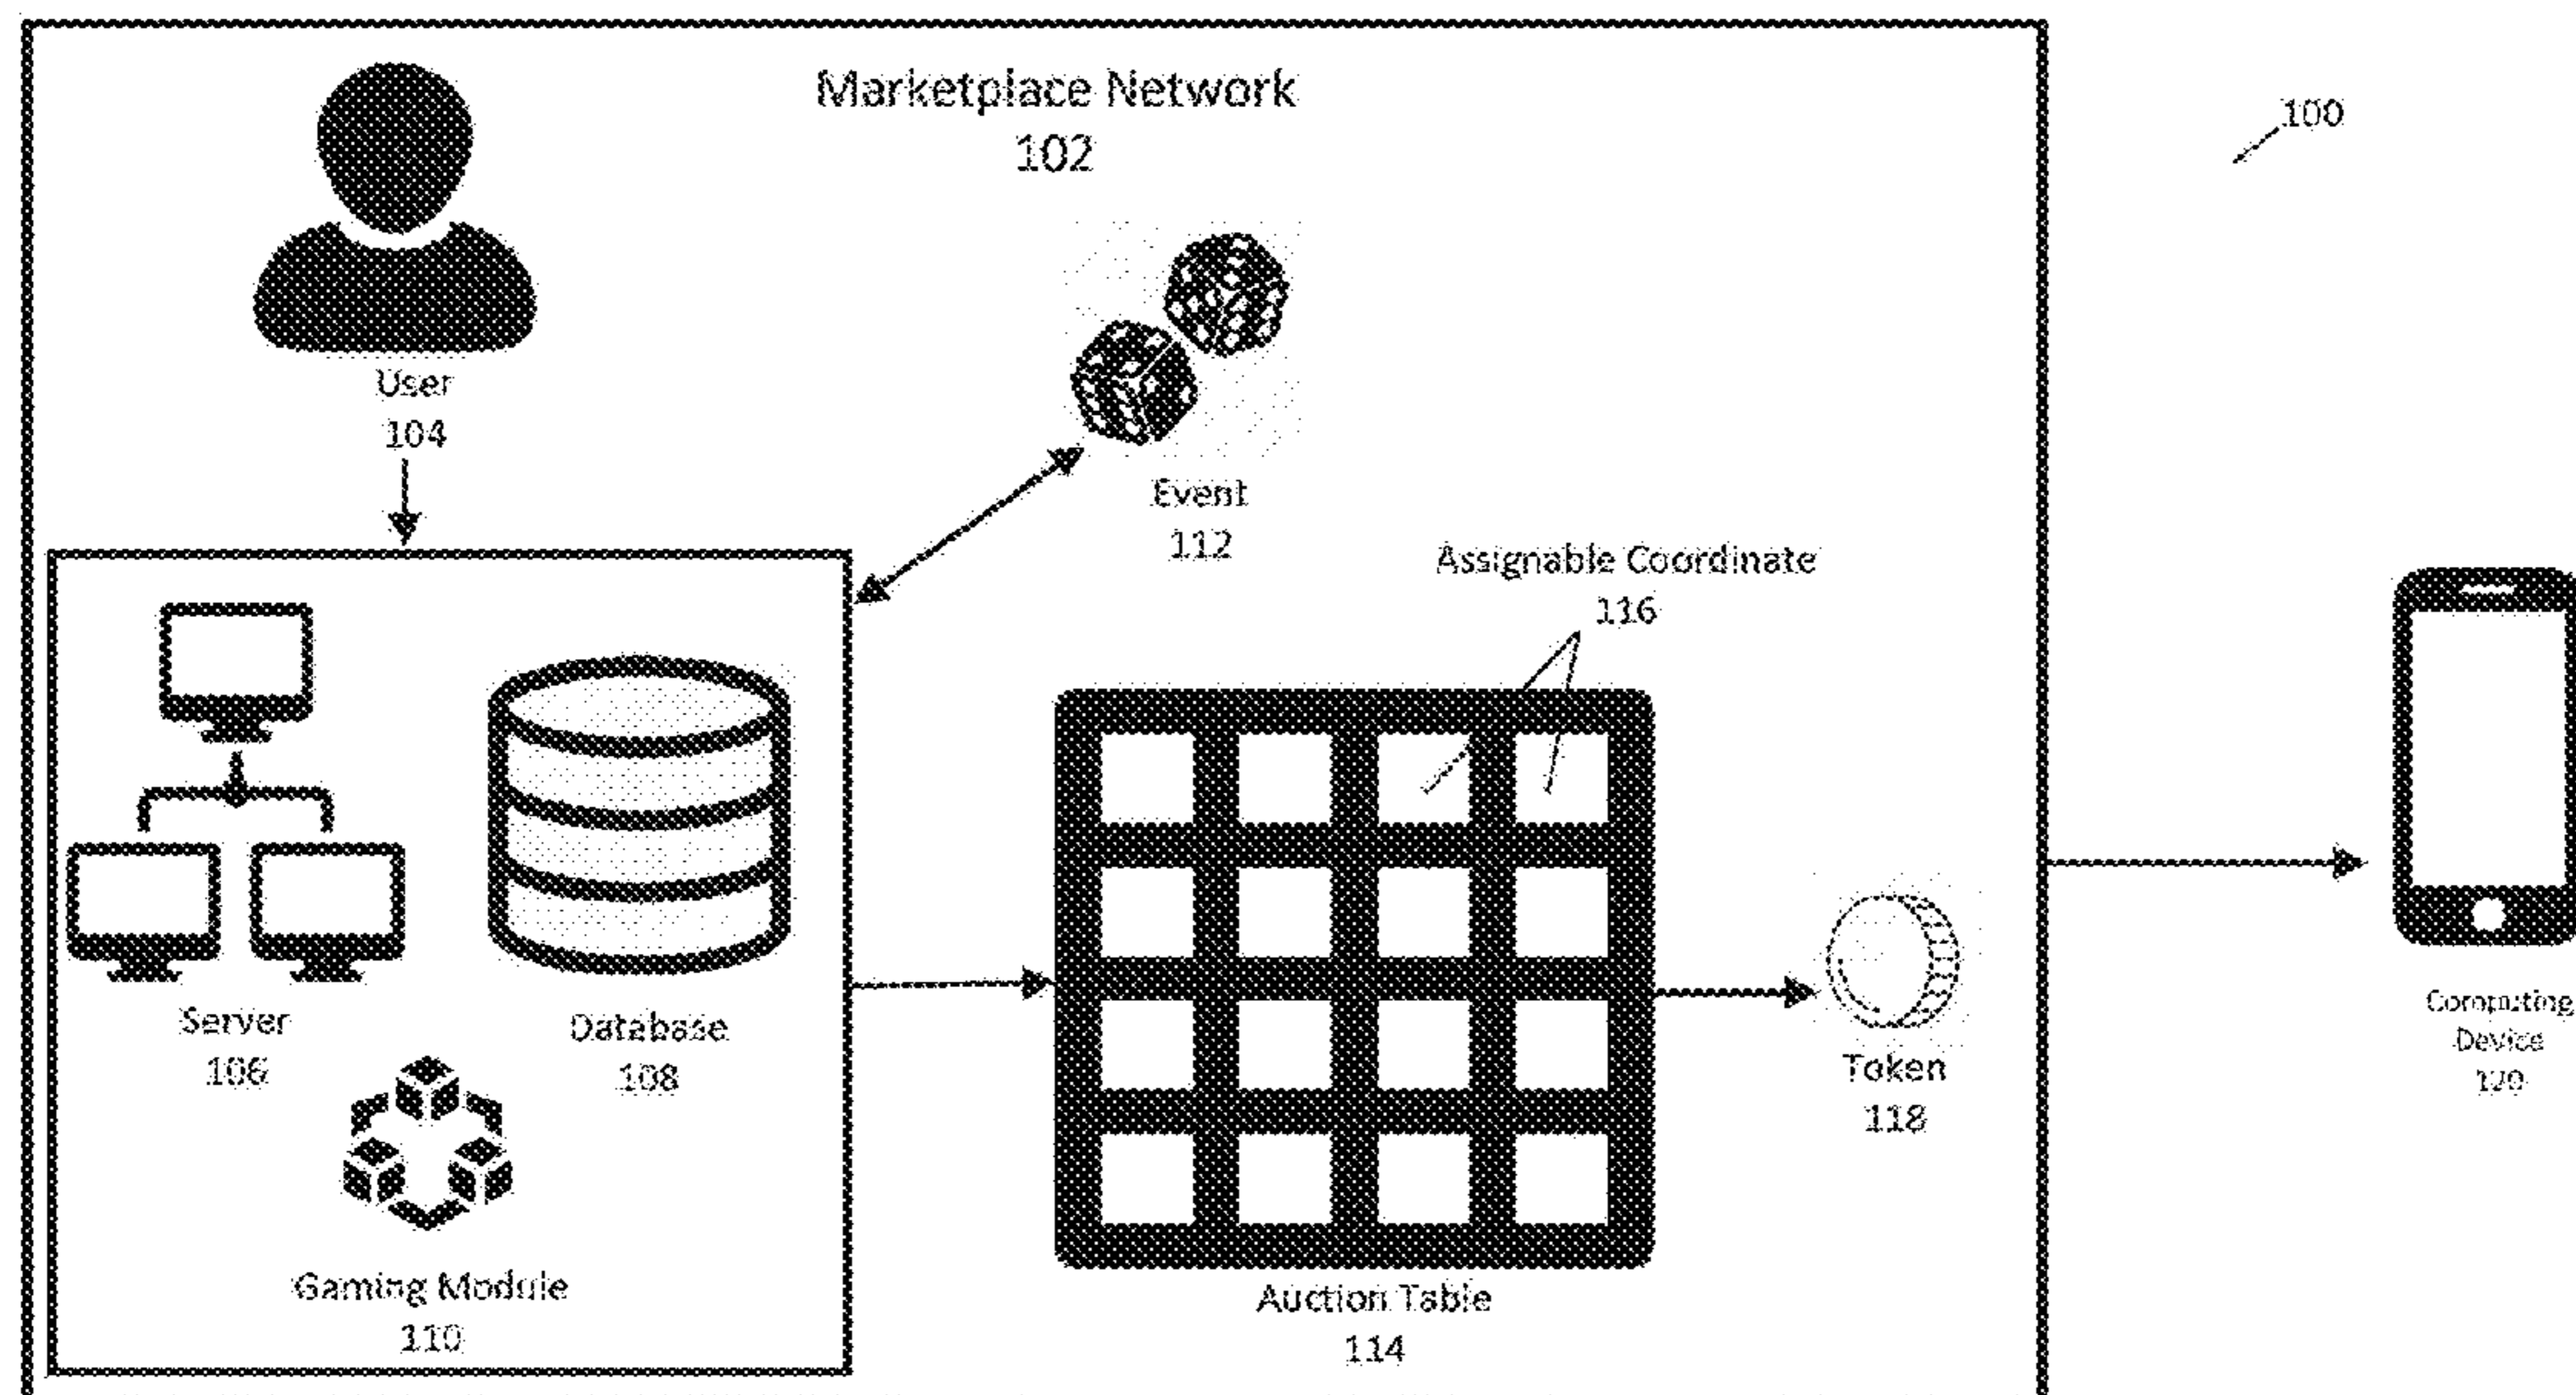 Marketplace Network
102
100
User
104
Event
112
Assignable Coordinate
116
Server
106
Database
108
Gaming Module
110
Auction Table
114
Token
118
Computing
Device
120